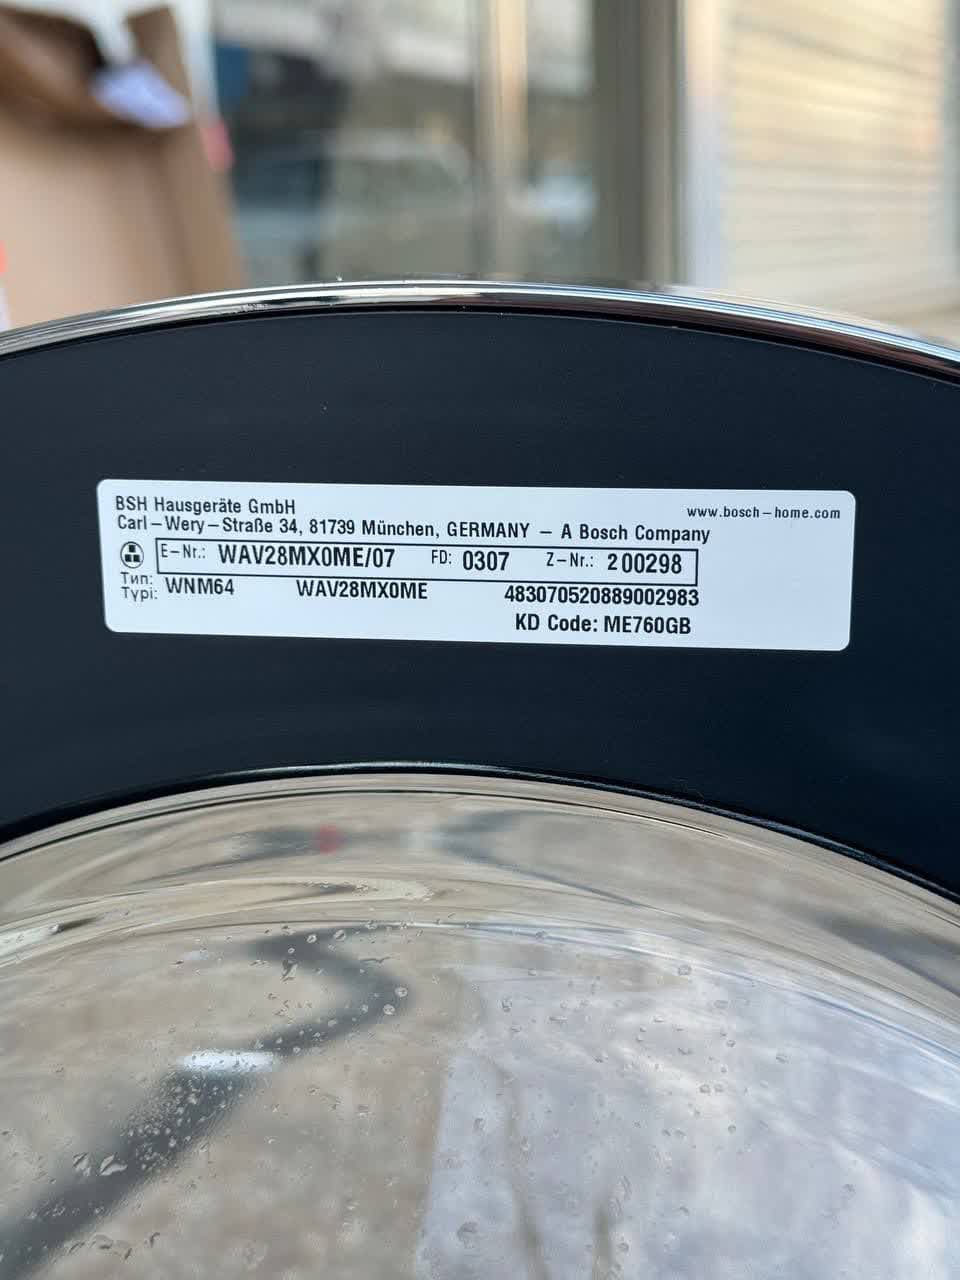 BSH Hausgeräte GmbH www.bosch-home.com
Carl-Wery-Straße 34, 81739 München, GERMANY – A Bosch Company
E-Nr.: WAV28MX0ME/07 FD: 0307 Z-Nr.: 200298
Тип:
Typi: WNM64 WAV28MX0ME 483070520889002983
KD Code: ME760GB